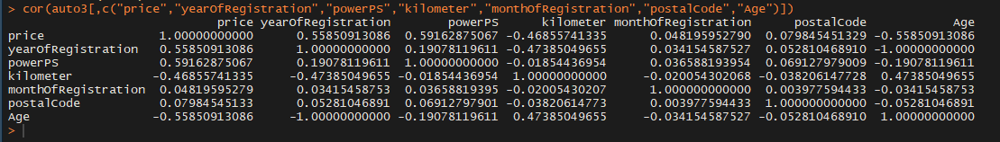 > cor(auto3[,c("price","yearOfRegistration","powerPS","kilometer","monthOfRegistration","postalCode","Age")])
price yearOfRegistration powerPS kilometer monthOfRegistration postalCode Age
price 1.00000000000 0.55850913086 0.59162875067 -0.46855741335 0.048195952790 0.079845451329 -0.55850913086
yearOfRegistration 0.55850913086 1.00000000000 0.19078119611 -0.47385049655 0.034154587527 0.052810468910 -1.00000000000
powerPS 0.59162875067 0.19078119611 1.00000000000 -0.01854436954 0.036588193954 0.069127979009 -0.19078119611
kilometer -0.46855741335 -0.47385049655 -0.01854436954 1.00000000000 -0.020054302068 -0.038206147728 0.47385049655
monthOfRegistration 0.04819595279 0.03415458753 0.03658819395 -0.02005430207 1.000000000000 0.003977594433 -0.03415458753
postalCode 0.07984545133 0.05281046891 0.06912797901 -0.03820614773 0.003977594433 1.000000000000 -0.05281046891
Age -0.55850913086 -1.00000000000 -0.19078119611 0.47385049655 -0.034154587527 -0.052810468910 1.00000000000
>